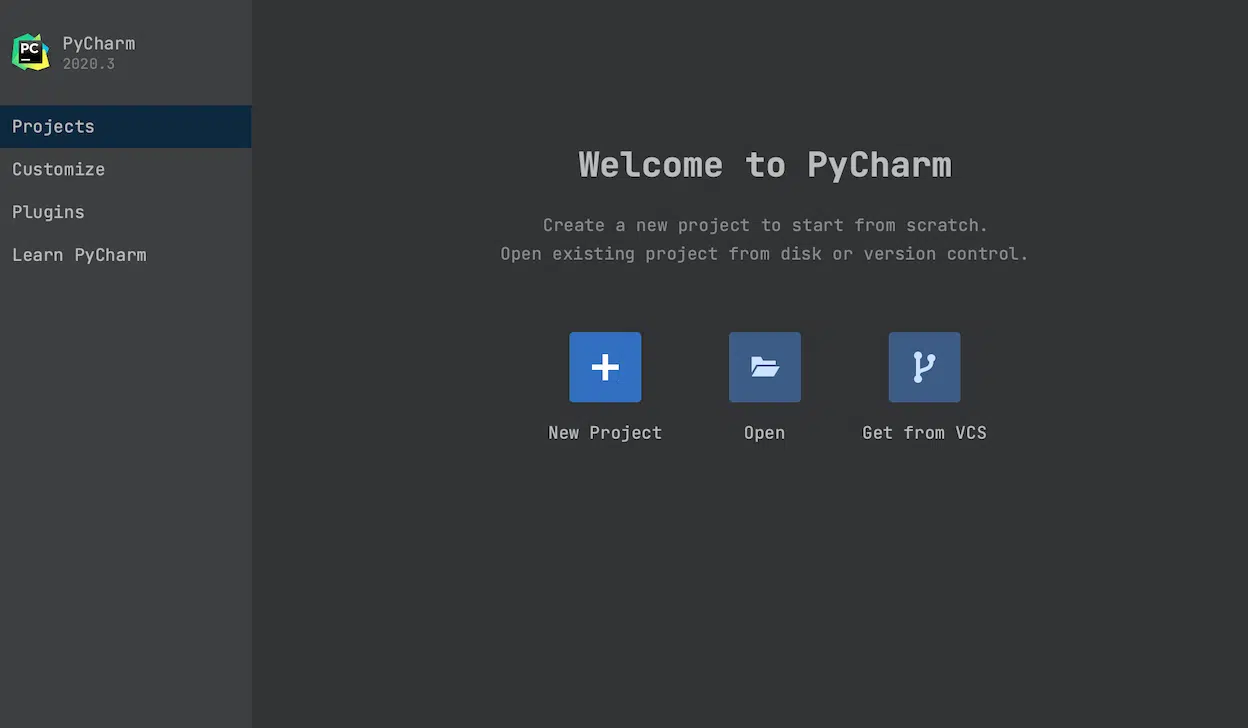 PC
PyCharm
2020.3
Projects
Customize
Plugins
Learn PyCharm
Welcome to PyCharm
Create a new project to start from scratch.
Open existing project from disk or version control.
New Project
Open
Get from VCS